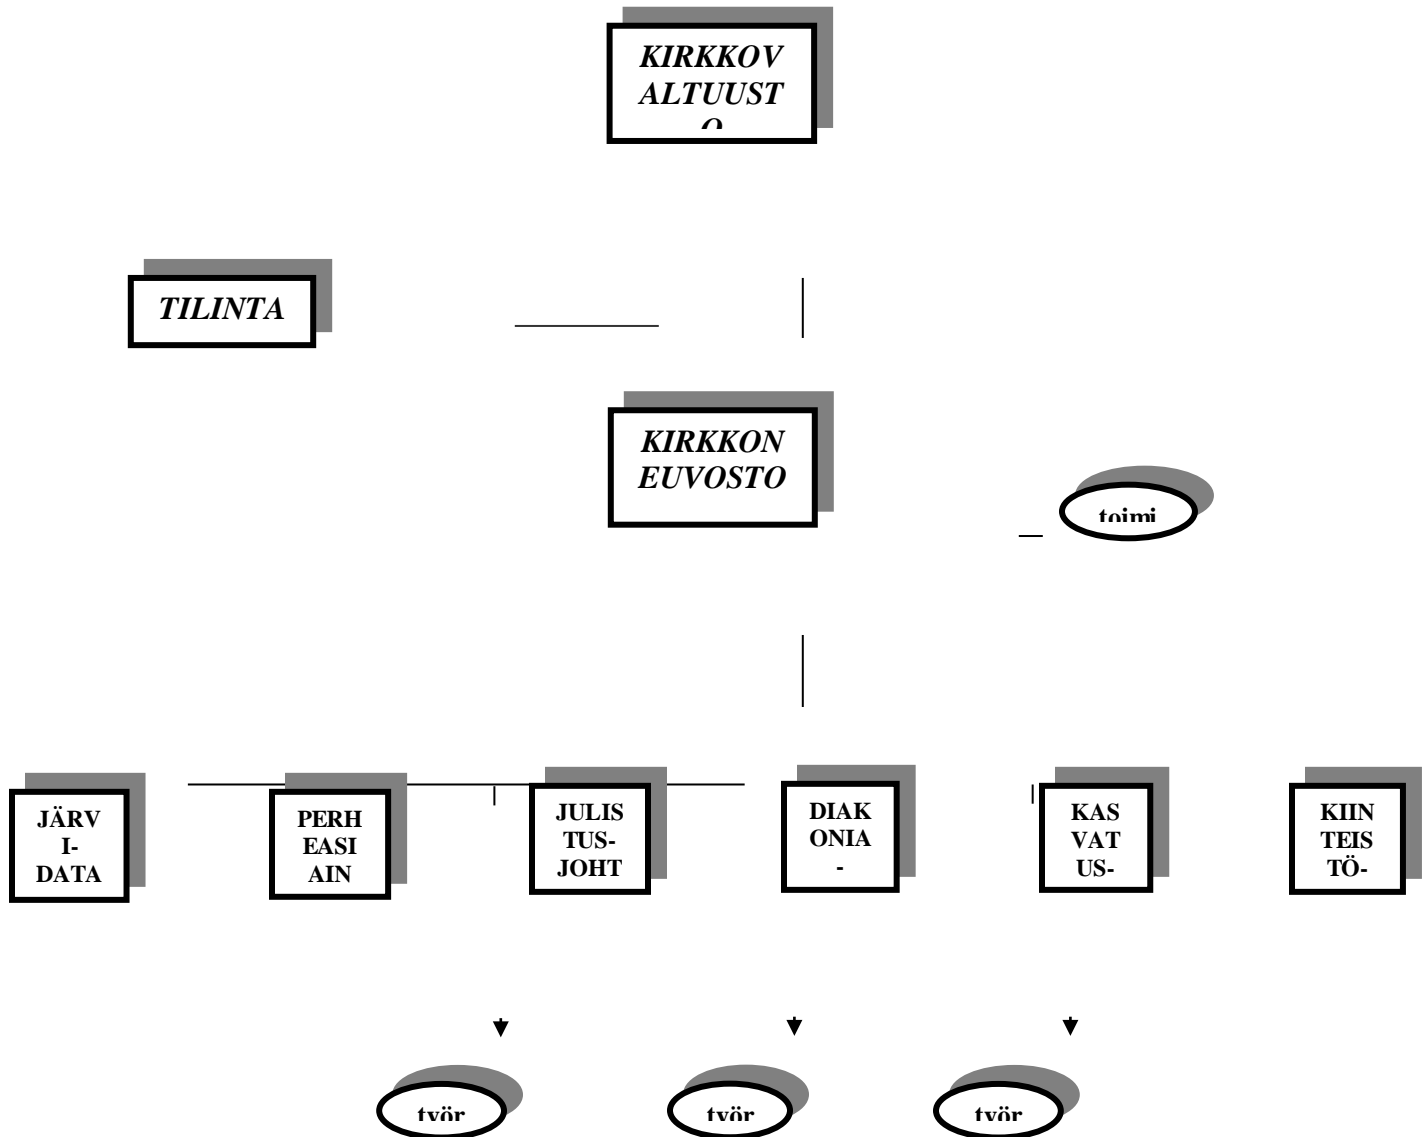 KIRKKOV
ALTUUST
O
TILINTA
KIRKKON
EUVOSTO
toimi
JÄRV
I-
DATA
PERH
EASI
AIN
JULIS
TUS-
JOHT
DIAK
ONIA
-
KAS
VAT
US-
KIIN
TEIS
TÖ-
työr
työr
työr